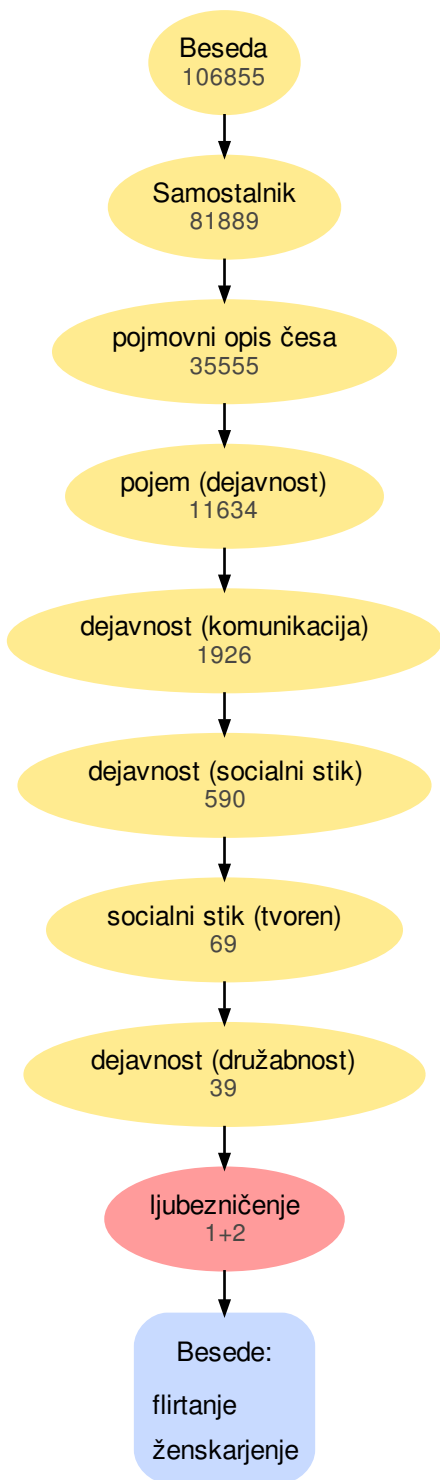 Beseda
106855
Samostalnik
81889
pojmovni opis česa
35555
pojem (dejavnost)
11634
dejavnost (komunikacija)
1926
dejavnost (socialni stik)
590
socialni stik (tvoren)
69
dejavnost (družabnost)
39
ljubezničenje
1+2
Besede:
flirtanje
ženskarjenje